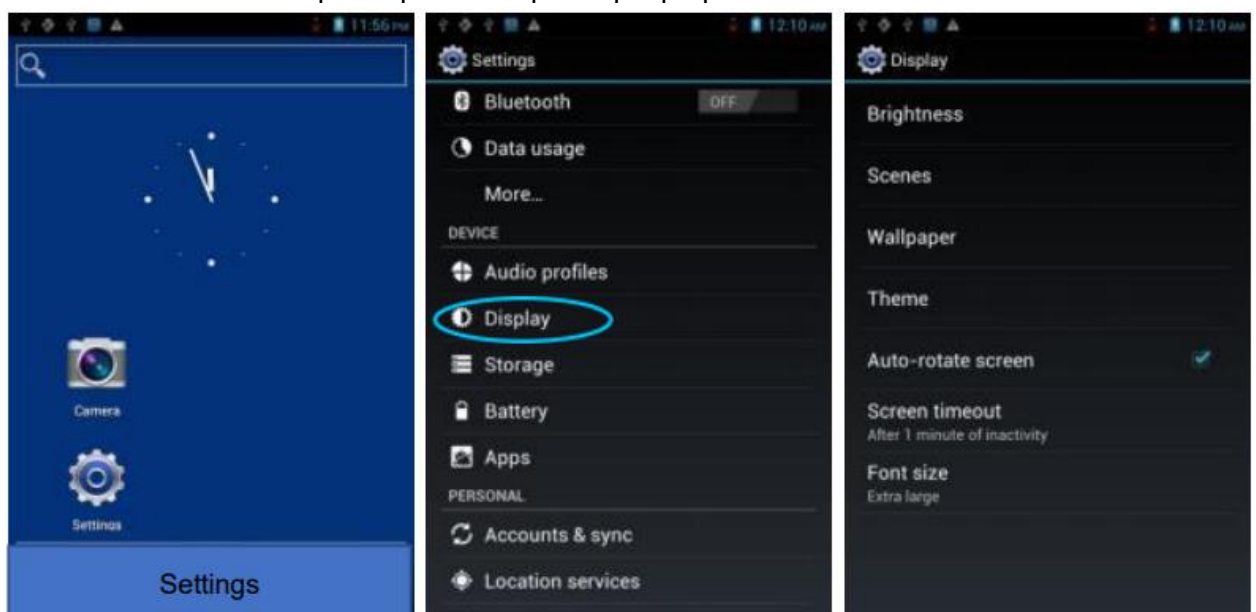 11:56 PM
Camera
Settings
Settings
12:10 AM
Settings
Bluetooth
OFF
Data usage
More...
DEVICE
Audio profiles
Display
Storage
Battery
Apps
PERSONAL
Accounts & sync
Location services
12:10 AM
Display
Brightness
Scenes
Wallpaper
Theme
Auto-rotate screen
Screen timeout
After 1 minute of inactivity
Font size
Extra large